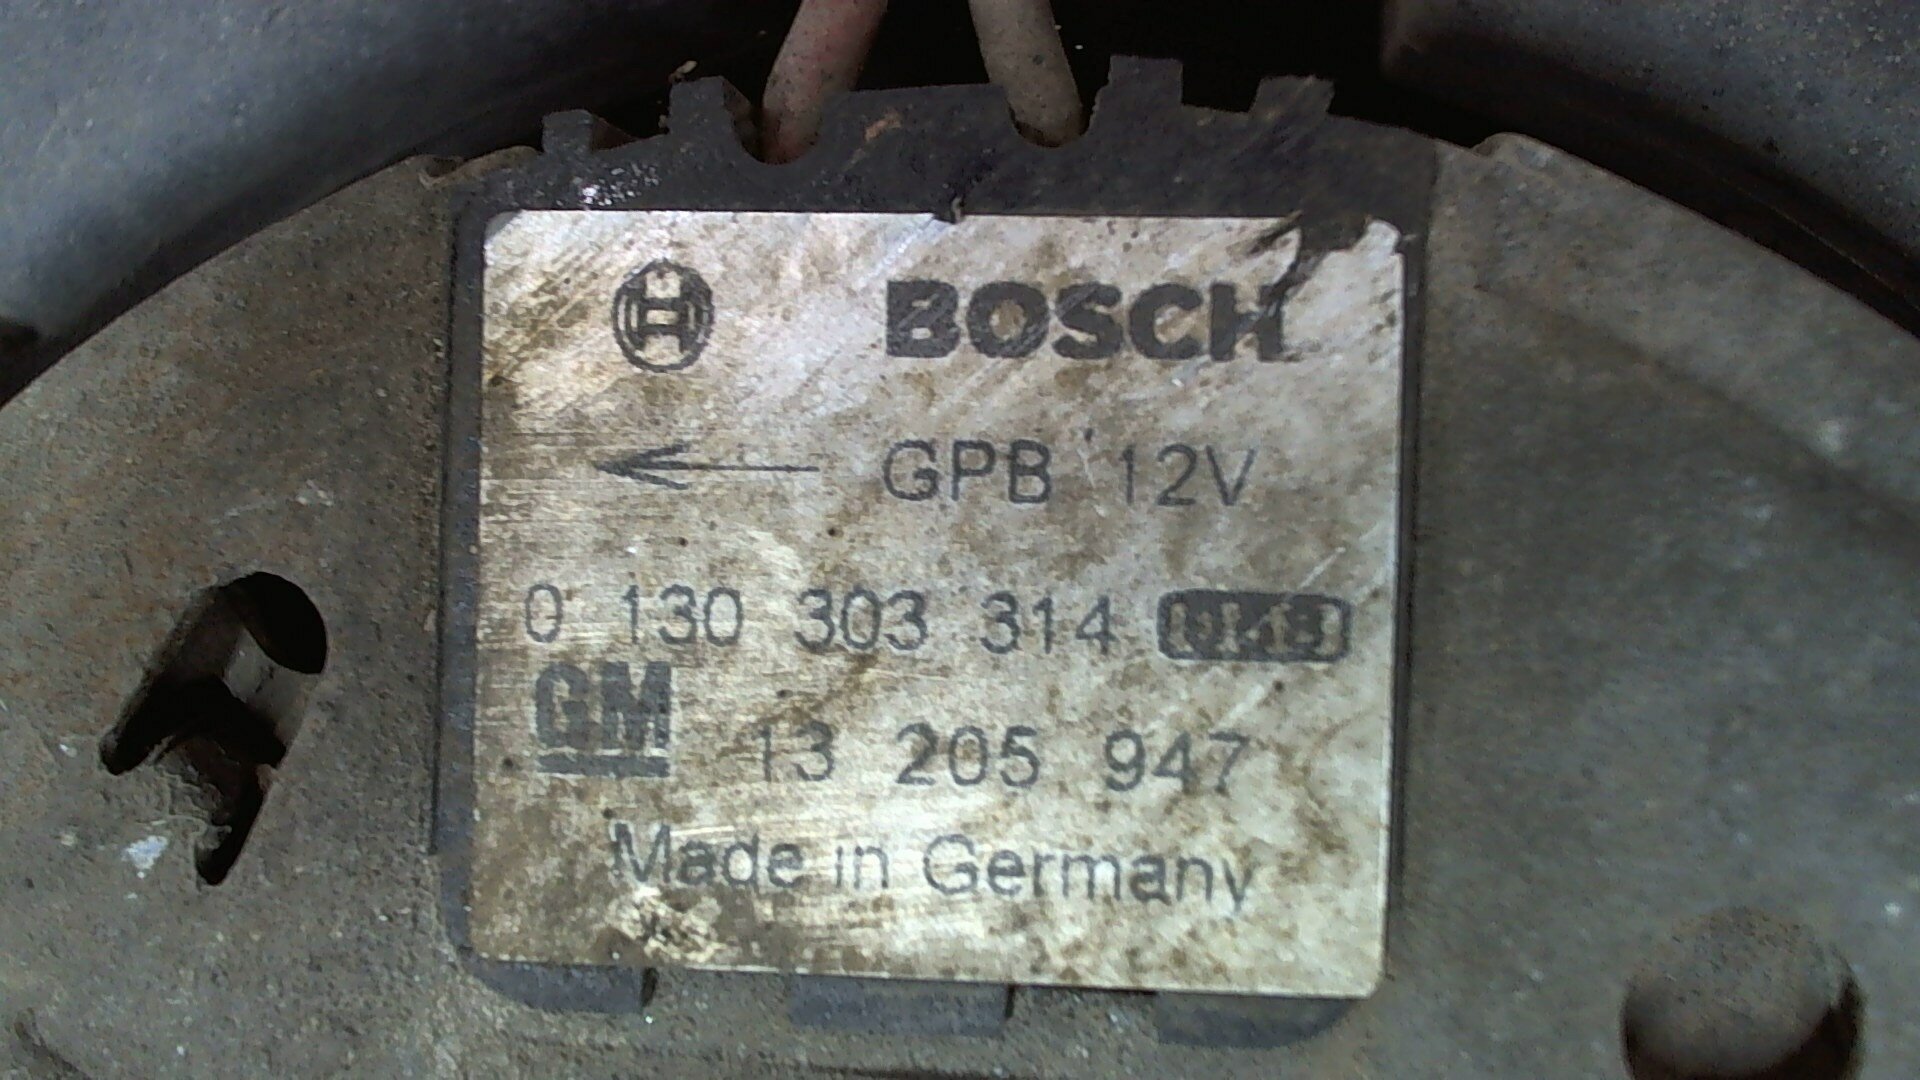 BOSCH
GPB 12V
0 130 303 314
GM 13 205 947
Made in Germany